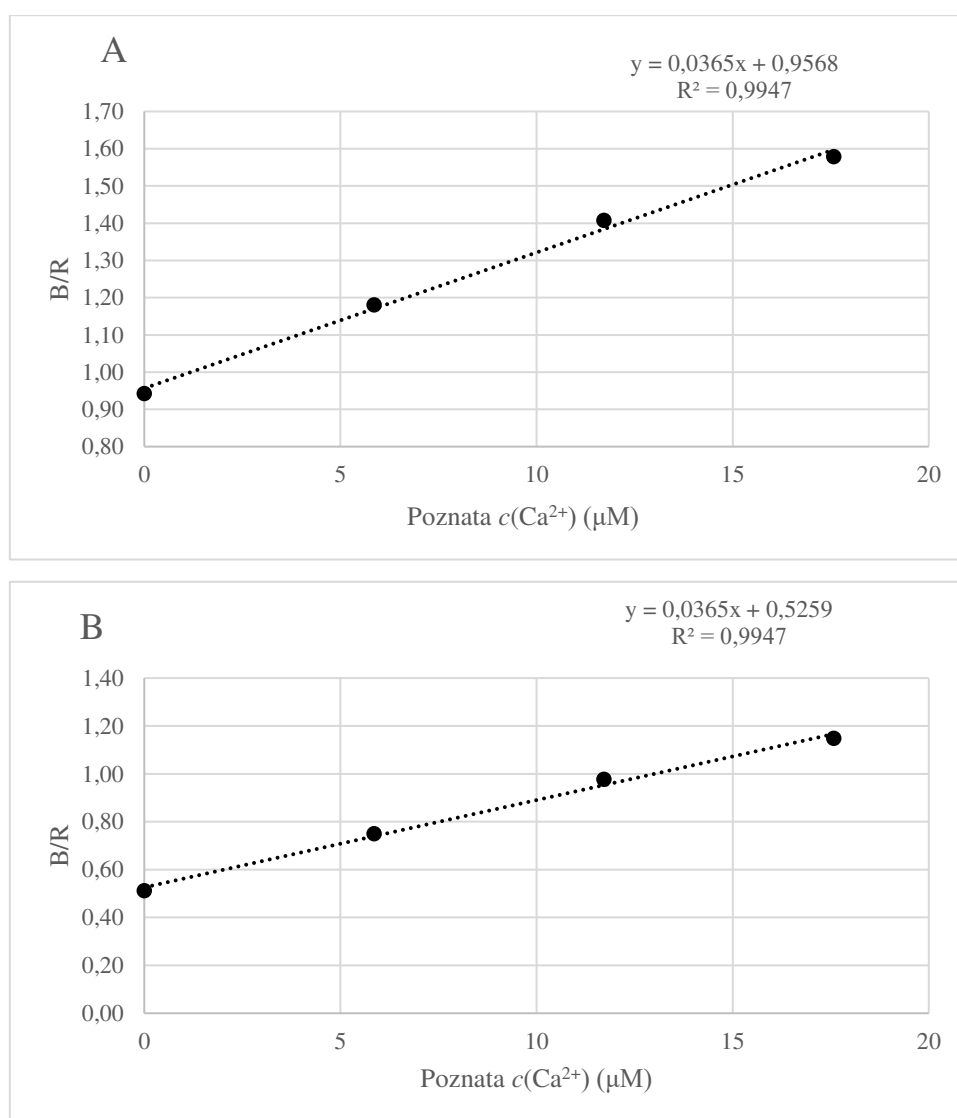 A
y = 0,0365x + 0,9568
R² = 0,9947
1,70
1,60
1,50
1,40
1,30
1,20
1,10
1,00
0,90
0,80
B/R
0 5 10 15 20
Poznata c(Ca²⁺) (μM)
B
y = 0,0365x + 0,5259
R² = 0,9947
1,40
1,20
1,00
0,80
0,60
0,40
0,20
0,00
B/R
0 5 10 15 20
Poznata c(Ca²⁺) (μM)